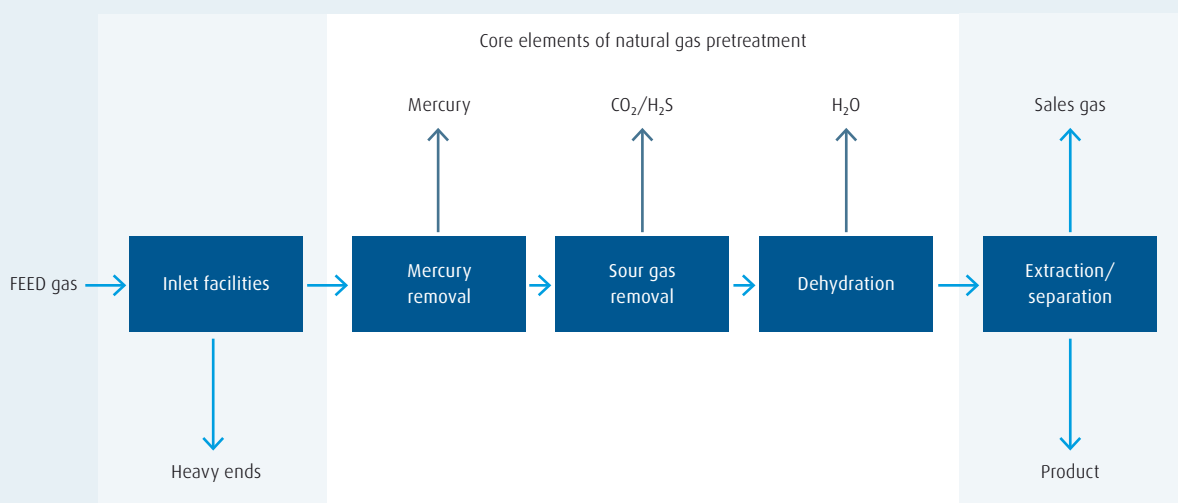 Core elements of natural gas pretreatment
Mercury
CO₂/H₂S
H₂O
Sales gas
FEED gas
Inlet facilities
Mercury
removal
Sour gas
removal
Dehydration
Extraction/
separation
Heavy ends
Product